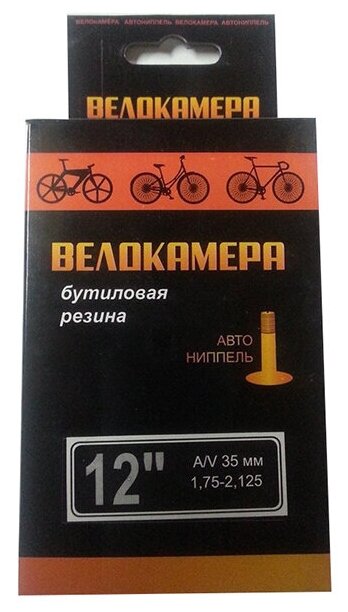 ВЕЛОКАМЕРА АВТОНИППЕЛЬ ВЕЛОКАМЕРА АВТОНИППЕЛЬ
ВЕЛОКАМЕРА
ВЕЛОКАМЕРА
бутиловая
резина
АВТО
НИППЕЛЬ
12"
A/V 35 мм
1,75-2,125